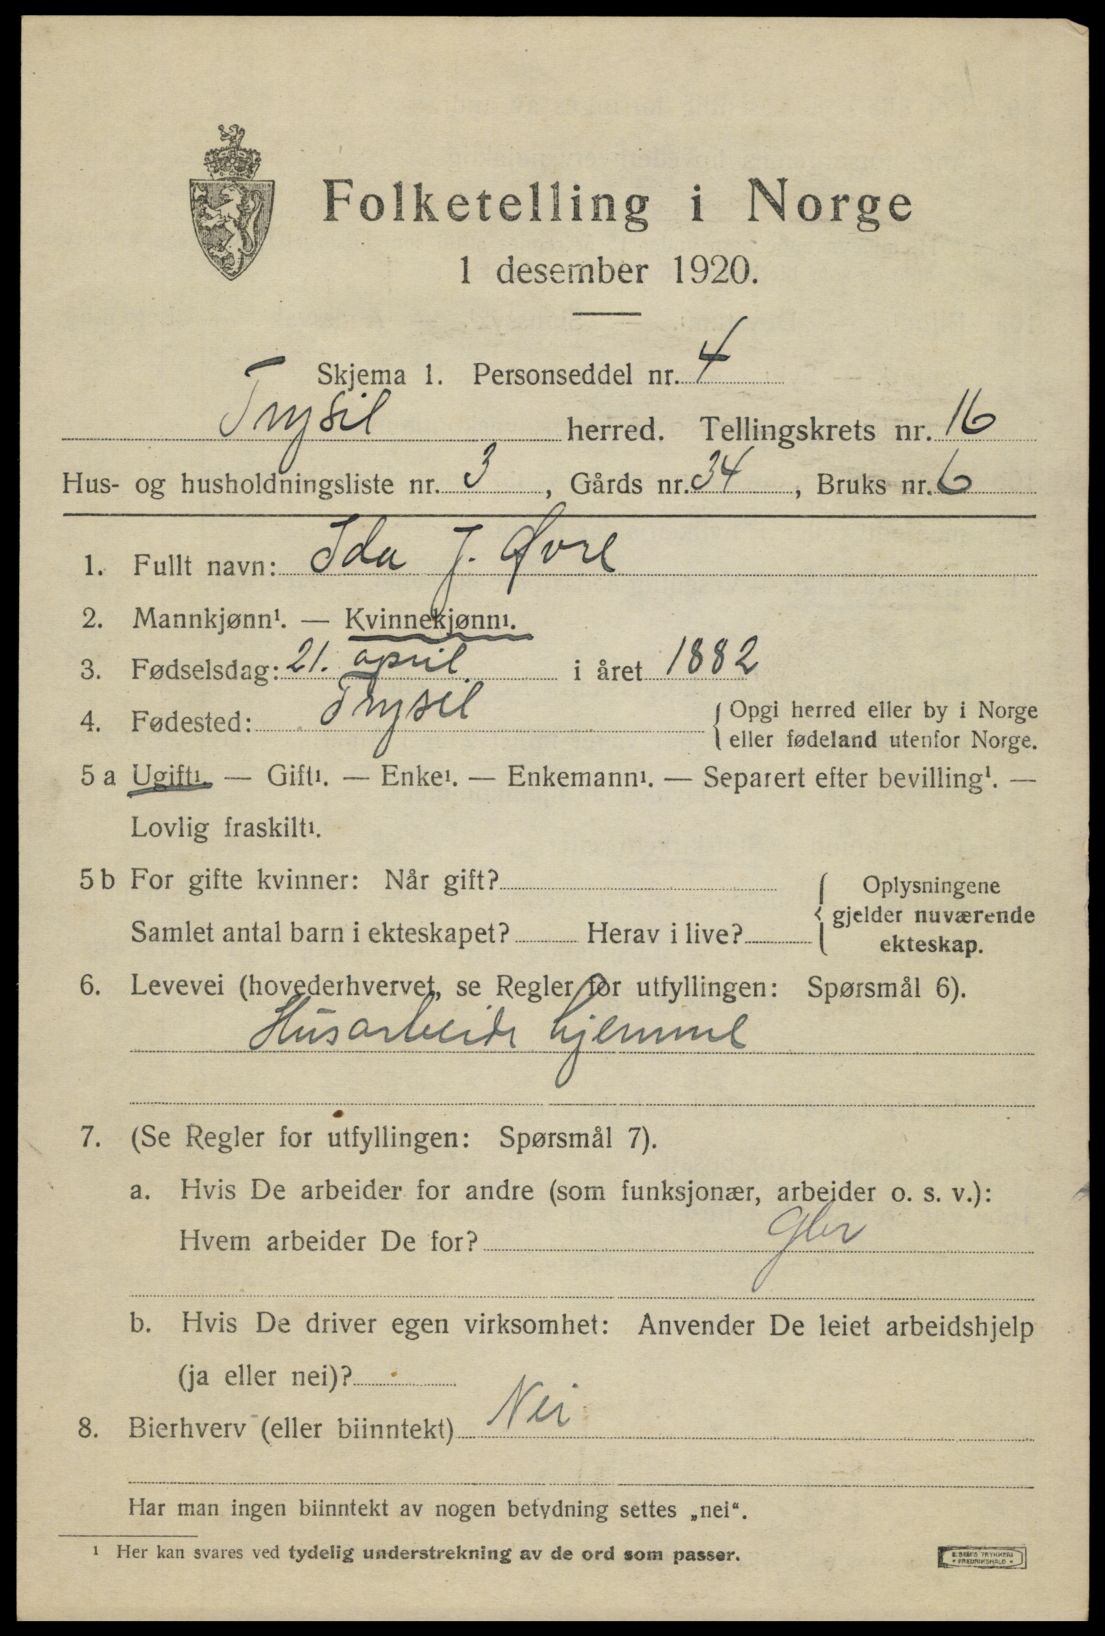 Folketelling i Norge
1 desember 1920.
Skjema 1. Personseddel nr. 4
Trysil herred. Tellingskrets nr. 16
Hus- og husholdningsliste nr. 3, Gårds nr. 34, Bruks nr. 6
1. Fullt navn: Ida J. Øvre
2. Mannkjønn¹. — Kvinnekjønn¹.
3. Fødselsdag: 21. april i året 1882
4. Fødested: Trysil { Opgi herred eller by i Norge
eller fødeland utenfor Norge.
5 a Ugift¹. — Gift¹. — Enke¹. — Enkemann¹. — Separert efter bevilling¹. —
Lovlig fraskilt¹.
5 b For gifte kvinner: Når gift?
Samlet antal barn i ekteskapet? Herav i live?
{ Oplysningene
gjelder nuværende
ekteskap.
6. Levevei (hovederhvervet, se Regler for utfyllingen: Spørsmål 6).
Husarbeide hjemme
7. (Se Regler for utfyllingen: Spørsmål 7).
a. Hvis De arbeider for andre (som funksjonær, arbeider o. s. v.):
Hvem arbeider De for?
b. Hvis De driver egen virksomhet: Anvender De leiet arbeidshjelp
(ja eller nei)?
8. Bierhverv (eller biinntekt) Nei
Har man ingen biinntekt av nogen betydning settes „nei“.
¹ Her kan svares ved tydelig understrekning av de ord som passer.